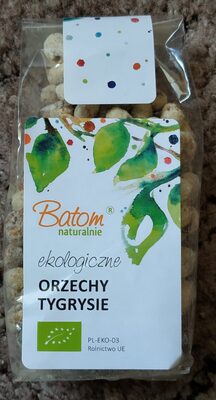 Batom®
naturalnie
ekologiczne
ORZECHY
TYGRYSIE
PL-EKO-03
Rolnictwo UE